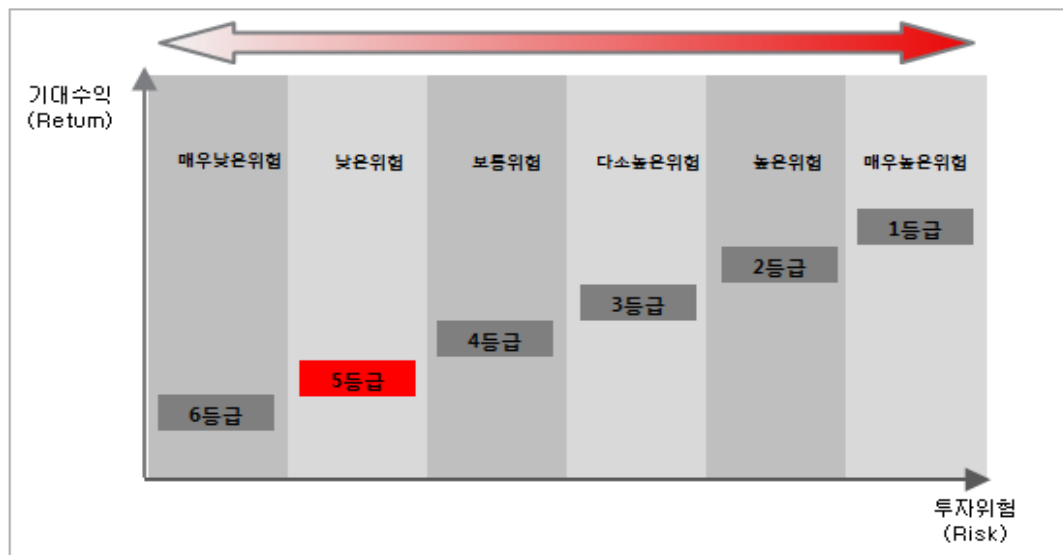 기대수익
(Return)
매우낮은위험
낮은위험
보통위험
다소높은위험
높은위험
매우높은위험
1등급
2등급
3등급
4등급
5등급
6등급
투자위험
(Risk)